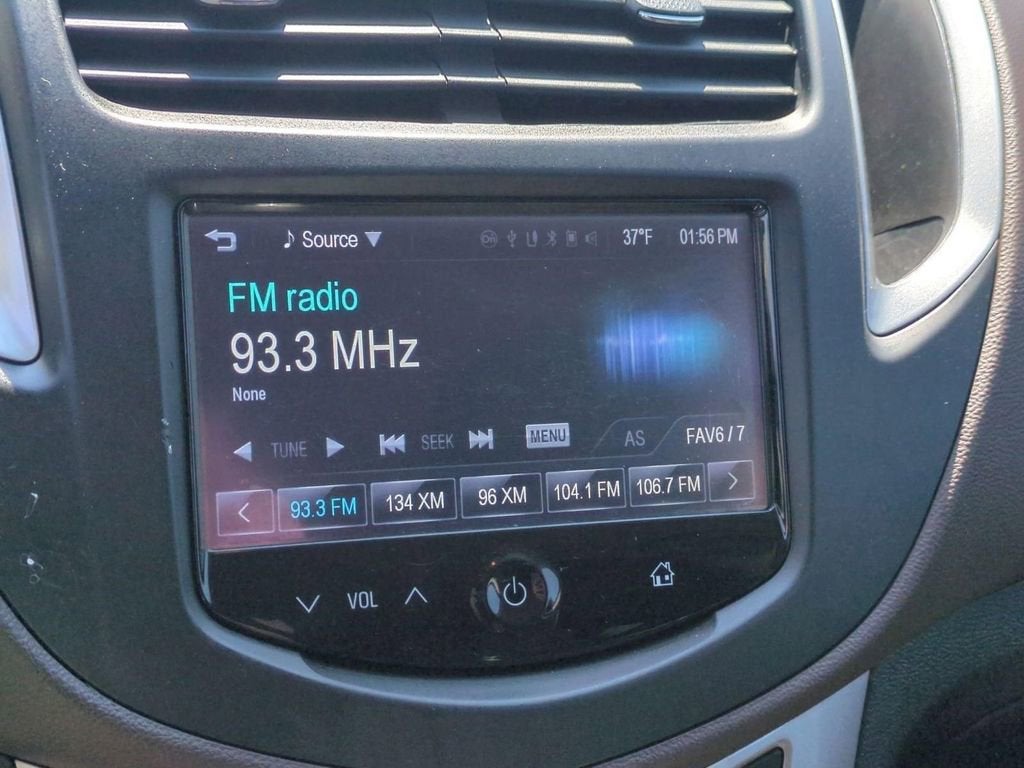 Source 37°F 01:56 PM
FM radio
93.3 MHz
None
TUNE SEEK MENU AS FAV6 / 7
93.3 FM 134 XM 96 XM 104.1 FM 106.7 FM
VOL